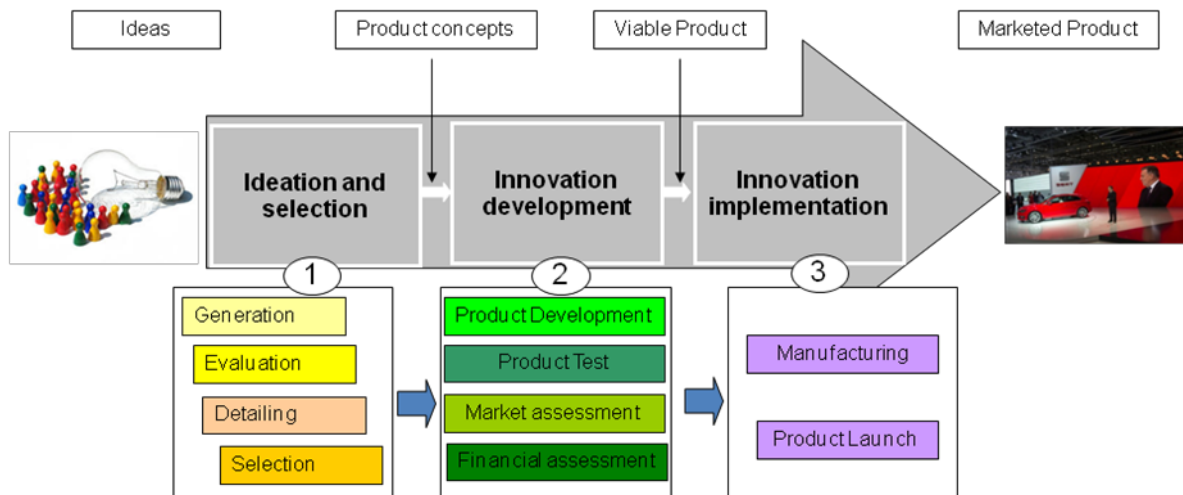 Ideas
Product concepts
Viable Product
Marketed Product
Ideation and
selection
Innovation
development
Innovation
implementation
1
2
3
Generation
Evaluation
Detailing
Selection
Product Development
Product Test
Market assessment
Financial assessment
Manufacturing
Product Launch